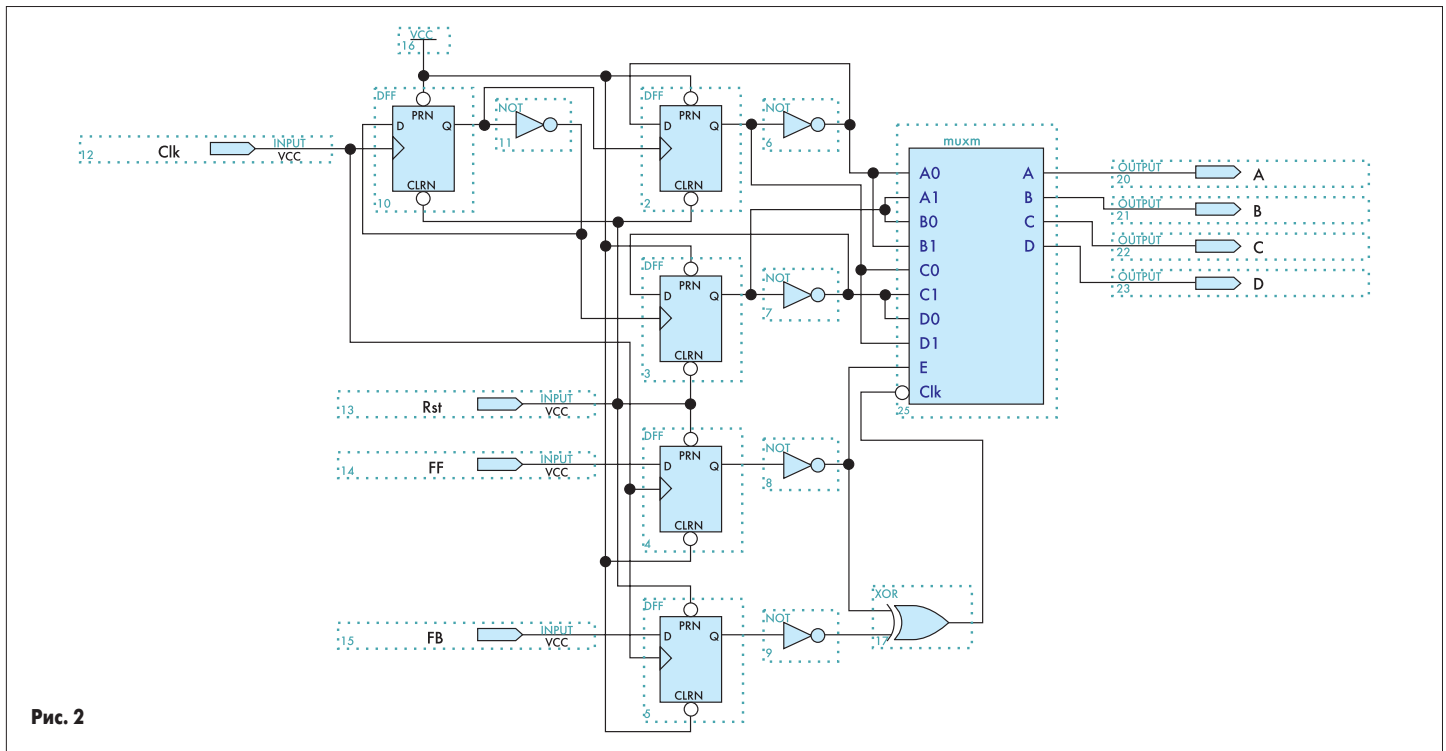 VCC
16
DFF
PRN
D
Q
CLRN
10
NOT
11
DFF
PRN
D
Q
CLRN
2
NOT
6
12
Clk
INPUT
VCC
muxm
A0
A1
B0
B1
C0
C1
D0
D1
E
Clk
A
B
C
D
25
OUTPUT
20
A
OUTPUT
21
B
OUTPUT
22
C
OUTPUT
23
D
DFF
PRN
D
Q
CLRN
3
NOT
7
13
Rst
INPUT
VCC
14
FF
INPUT
VCC
DFF
PRN
D
Q
CLRN
4
NOT
8
15
FB
INPUT
VCC
DFF
PRN
D
Q
CLRN
5
NOT
9
XOR
17
Рис. 2